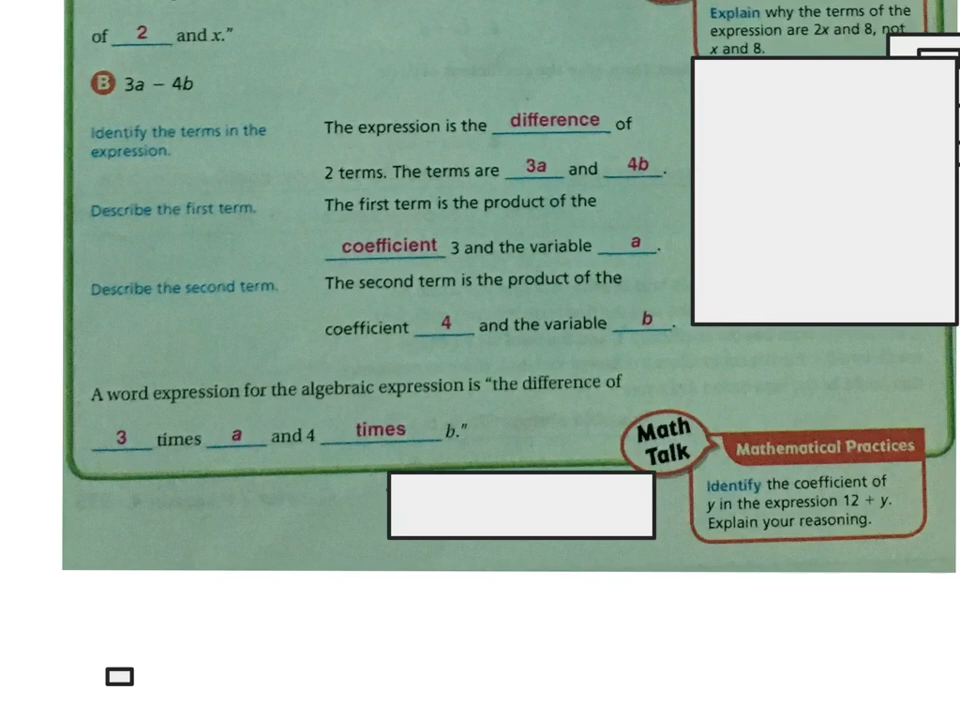 Explain why the terms of the
expression are 2x and 8, not
x and 8.
of 2 and x."
B 3a − 4b
Identify the terms in the
expression.
The expression is the difference of
2 terms. The terms are 3a and 4b.
Describe the first term.
The first term is the product of the
coefficient 3 and the variable a.
Describe the second term.
The second term is the product of the
coefficient 4 and the variable b.
A word expression for the algebraic expression is "the difference of
3 times a and 4 times b."
Math
Talk
Mathematical Practices
Identify the coefficient of
y in the expression 12 + y.
Explain your reasoning.